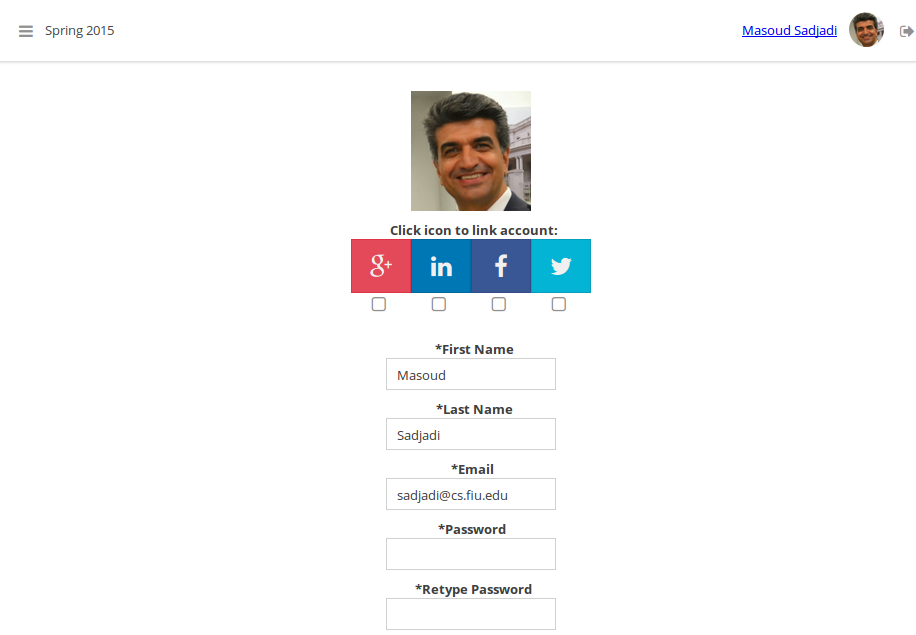 Spring 2015
Masoud Sadjadi
Click icon to link account:
g+ in f
*First Name
Masoud
*Last Name
Sadjadi
*Email
sadjadi@cs.fiu.edu
*Password
*Retype Password